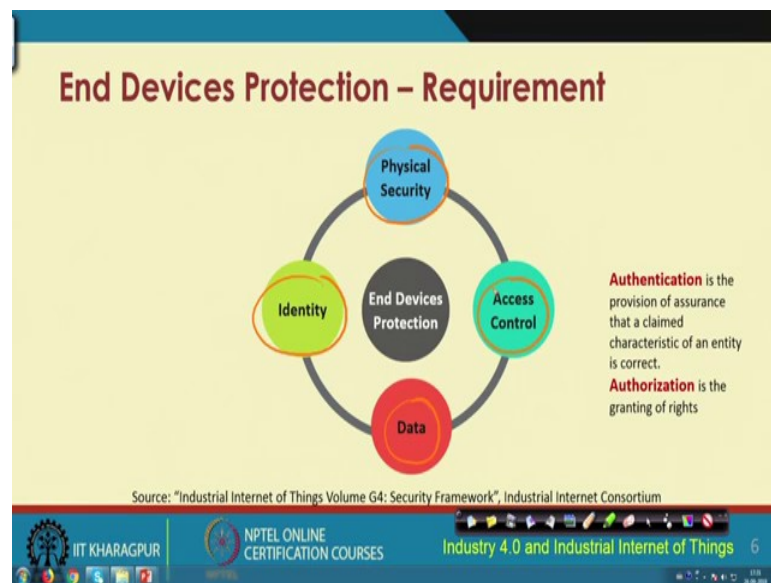 End Devices Protection – Requirement
Physical
Security
Identity
End Devices
Protection
Access
Control
Data
Authentication is the
provision of assurance
that a claimed
characteristic of an entity
is correct.
Authorization is the
granting of rights
Source: "Industrial Internet of Things Volume G4: Security Framework", Industrial Internet Consortium
IIT KHARAGPUR
NPTEL ONLINE
CERTIFICATION COURSES
Industry 4.0 and Industrial Internet of Things
6